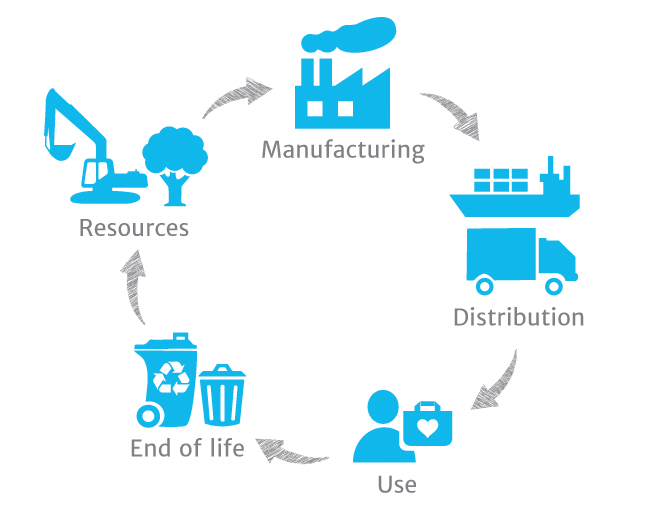 Manufacturing
Resources
Distribution
End of life
Use